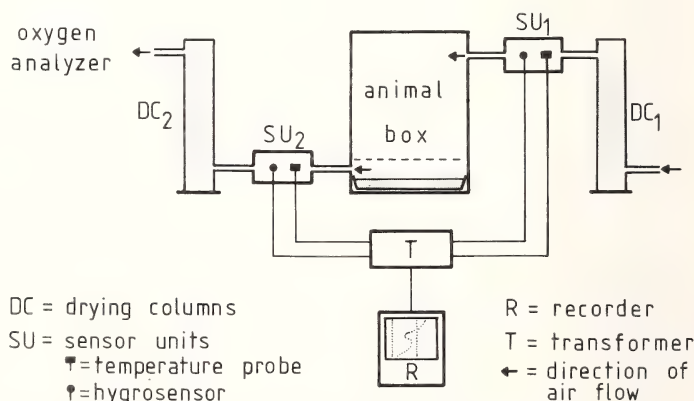 oxygen
analyzer
DC2
SU2
animal
box
SU1
DC1
T
R
DC = drying columns
SU = sensor units
= temperature probe
= hygrosensor
R = recorder
T = transformer
= direction of
air flow